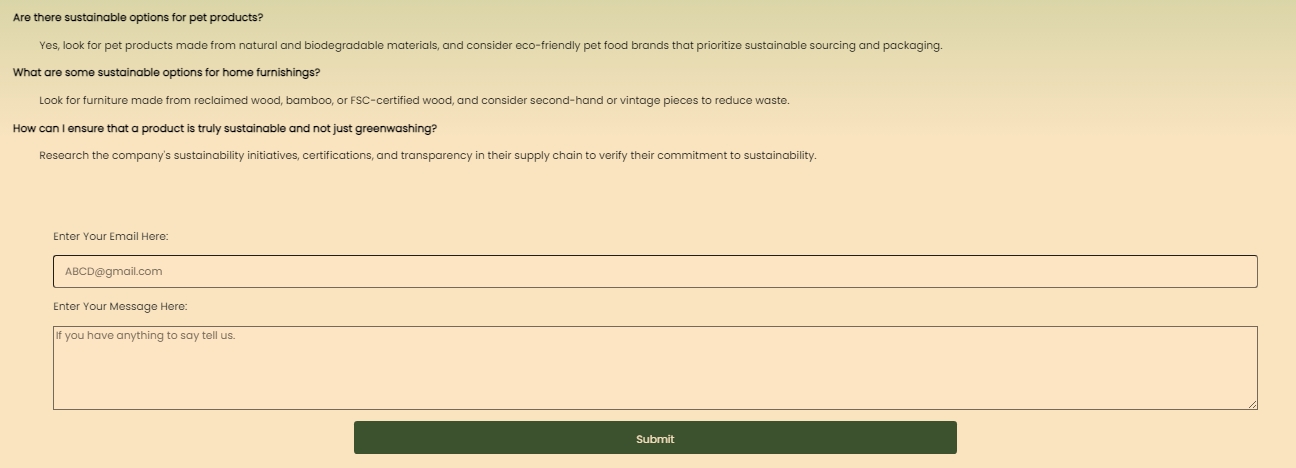 Are there sustainable options for pet products?
Yes, look for pet products made from natural and biodegradable materials, and consider eco-friendly pet food brands that prioritize sustainable sourcing and packaging.
What are some sustainable options for home furnishings?
Look for furniture made from reclaimed wood, bamboo, or FSC-certified wood, and consider second-hand or vintage pieces to reduce waste.
How can I ensure that a product is truly sustainable and not just greenwashing?
Research the company's sustainability initiatives, certifications, and transparency in their supply chain to verify their commitment to sustainability.
Enter Your Email Here:
ABCD@gmail.com
Enter Your Message Here:
If you have anything to say tell us.
Submit